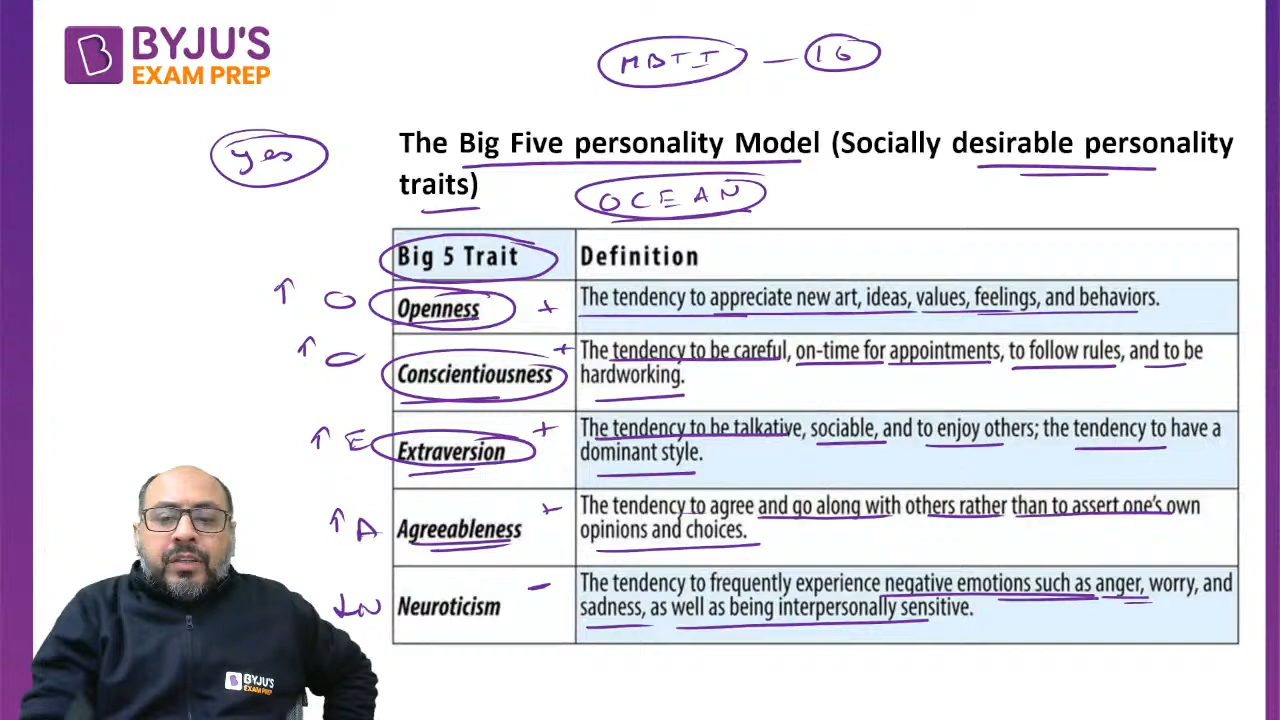 BYJU'S
EXAM PREP
MBTI – 16
yes
The Big Five personality Model (Socially desirable personality
traits)
OCEAN
Big 5 Trait Definition
↑ O Openness + The tendency to appreciate new art, ideas, values, feelings, and behaviors.
↑ C Conscientiousness + The tendency to be careful, on-time for appointments, to follow rules, and to be
hardworking.
↑ E Extraversion + The tendency to be talkative, sociable, and to enjoy others; the tendency to have a
dominant style.
↑ A Agreeableness + The tendency to agree and go along with others rather than to assert one's own
opinions and choices.
↓ N Neuroticism – The tendency to frequently experience negative emotions such as anger, worry, and
sadness, as well as being interpersonally sensitive.
BYJU'S
EXAM PREP